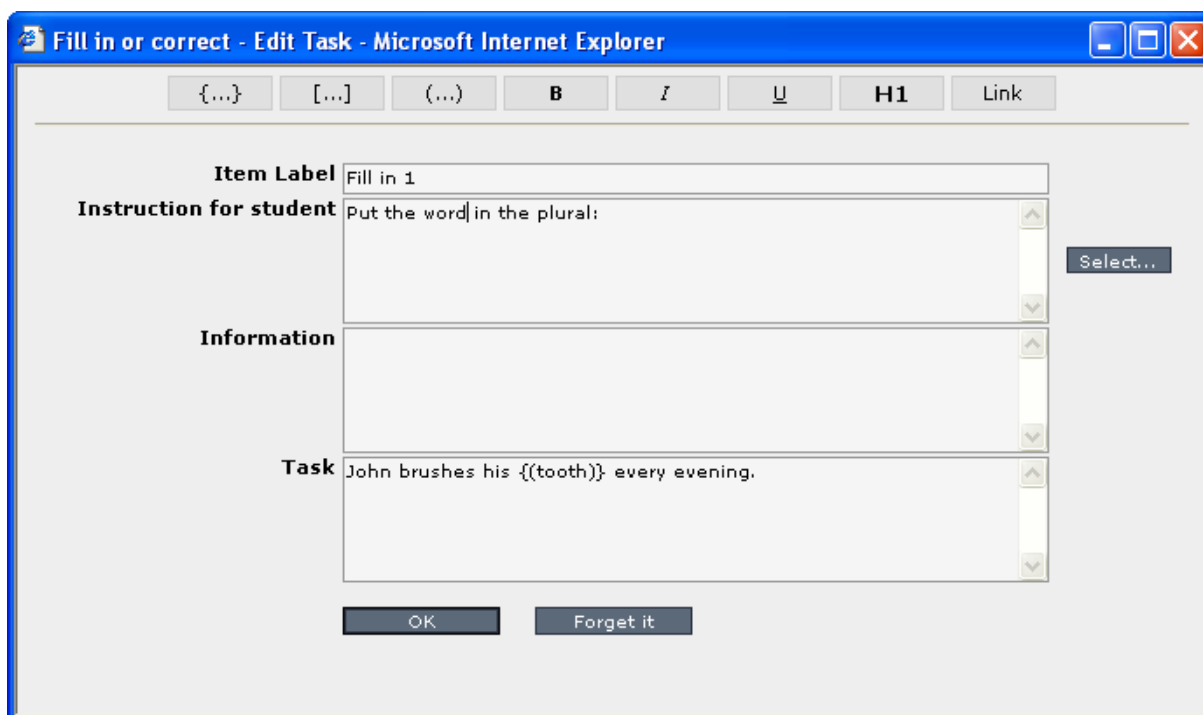 Fill in or correct - Edit Task - Microsoft Internet Explorer
{...} [...] (...) B I U H1 Link
Item Label Fill in 1
Instruction for student Put the word in the plural:
Select...
Information
Task John brushes his {(tooth)} every evening.
OK Forget it